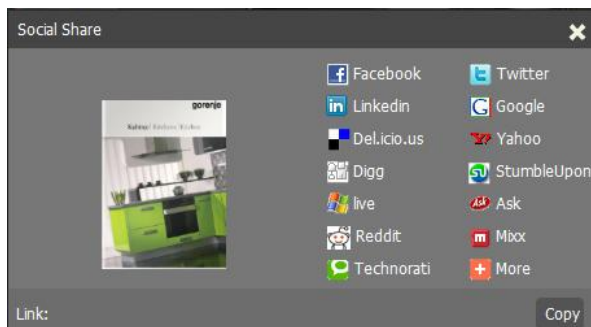 Social Share
gorenje
Facebook
Twitter
Linkedin
Google
Del.icio.us
Yahoo
Digg
StumbleUpon
live
Ask
Reddit
Mixx
Technorati
More
Link:
Copy